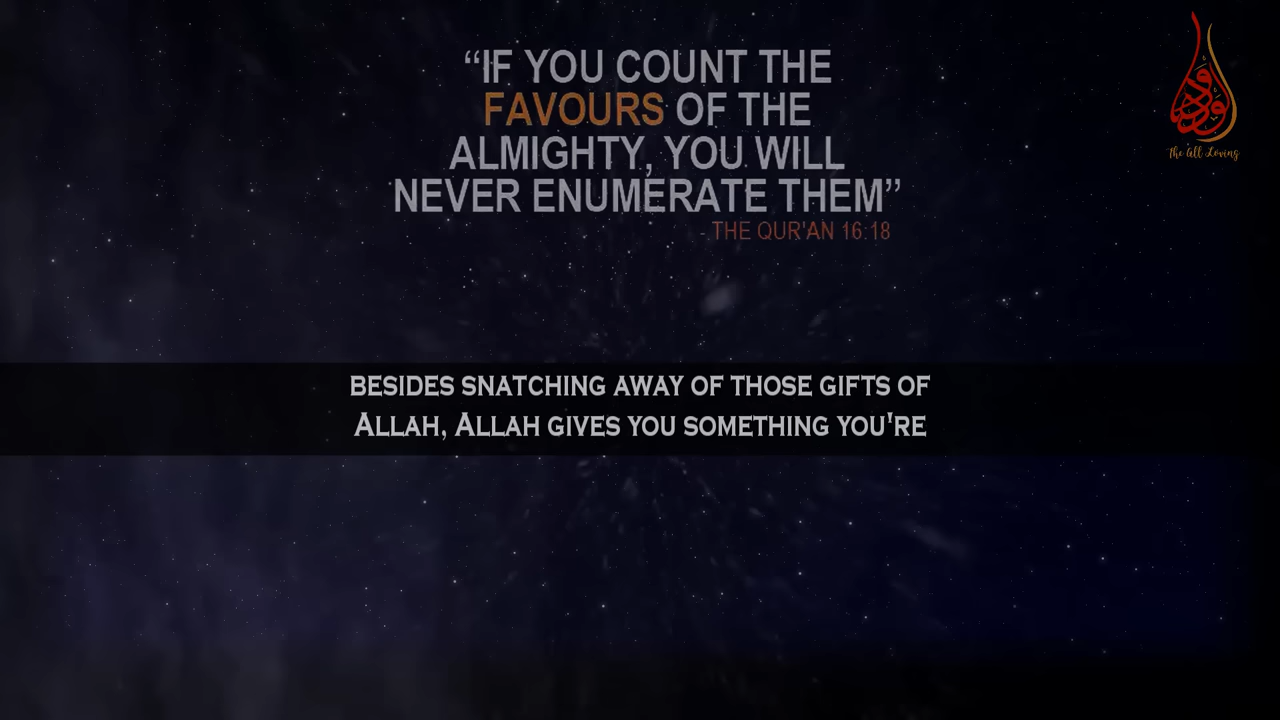 “IF YOU COUNT THE
FAVOURS OF THE
ALMIGHTY, YOU WILL
NEVER ENUMERATE THEM”
- THE QUR'AN 16:18
الودود
The All Loving
BESIDES SNATCHING AWAY OF THOSE GIFTS OF
ALLAH, ALLAH GIVES YOU SOMETHING YOU'RE